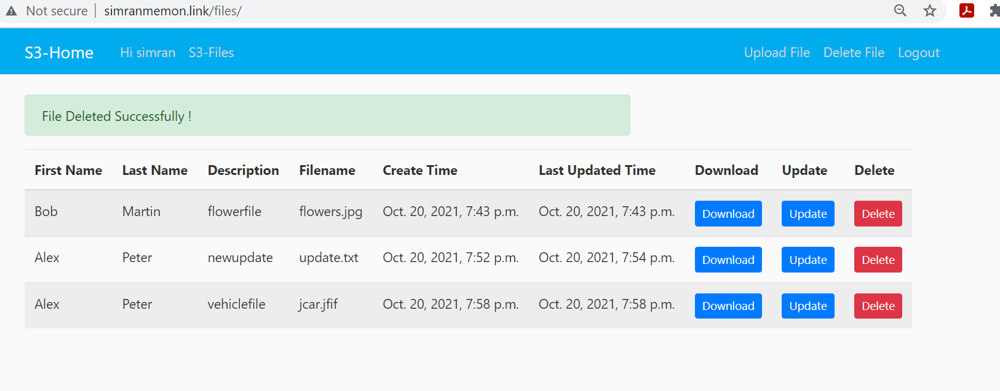 Not secure simranmemon.link/files/
S3-Home Hi simran S3-Files Upload File Delete File Logout
File Deleted Successfully !
First Name Last Name Description Filename Create Time Last Updated Time Download Update Delete
Bob Martin flowerfile flowers.jpg Oct. 20, 2021, 7:43 p.m. Oct. 20, 2021, 7:43 p.m. Download Update Delete
Alex Peter newupdate update.txt Oct. 20, 2021, 7:52 p.m. Oct. 20, 2021, 7:54 p.m. Download Update Delete
Alex Peter vehiclefile jcar.jfif Oct. 20, 2021, 7:58 p.m. Oct. 20, 2021, 7:58 p.m. Download Update Delete